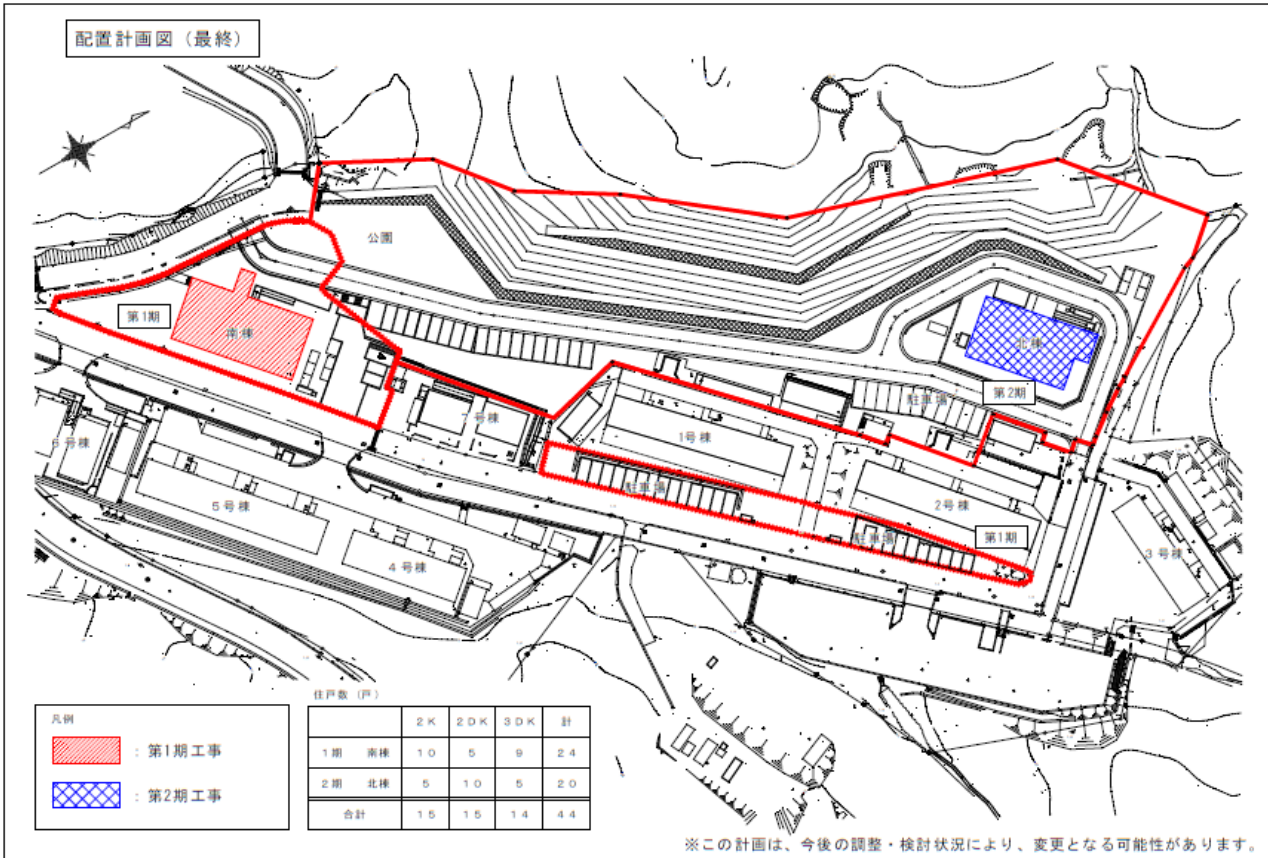 配置計画図（最終）
公園
第1期
南棟
北棟
第2期
駐車場
7号棟
1号棟
6号棟
駐車場
2号棟
5号棟
駐車場
第1期
3号棟
4号棟
住戸数（戸）
2K 2DK 3DK 計
1期 南棟 10 5 9 24
2期 北棟 5 10 5 20
合計 15 15 14 44
凡例
：第1期工事
：第2期工事
※この計画は、今後の調整・検討状況により、変更となる可能性があります。